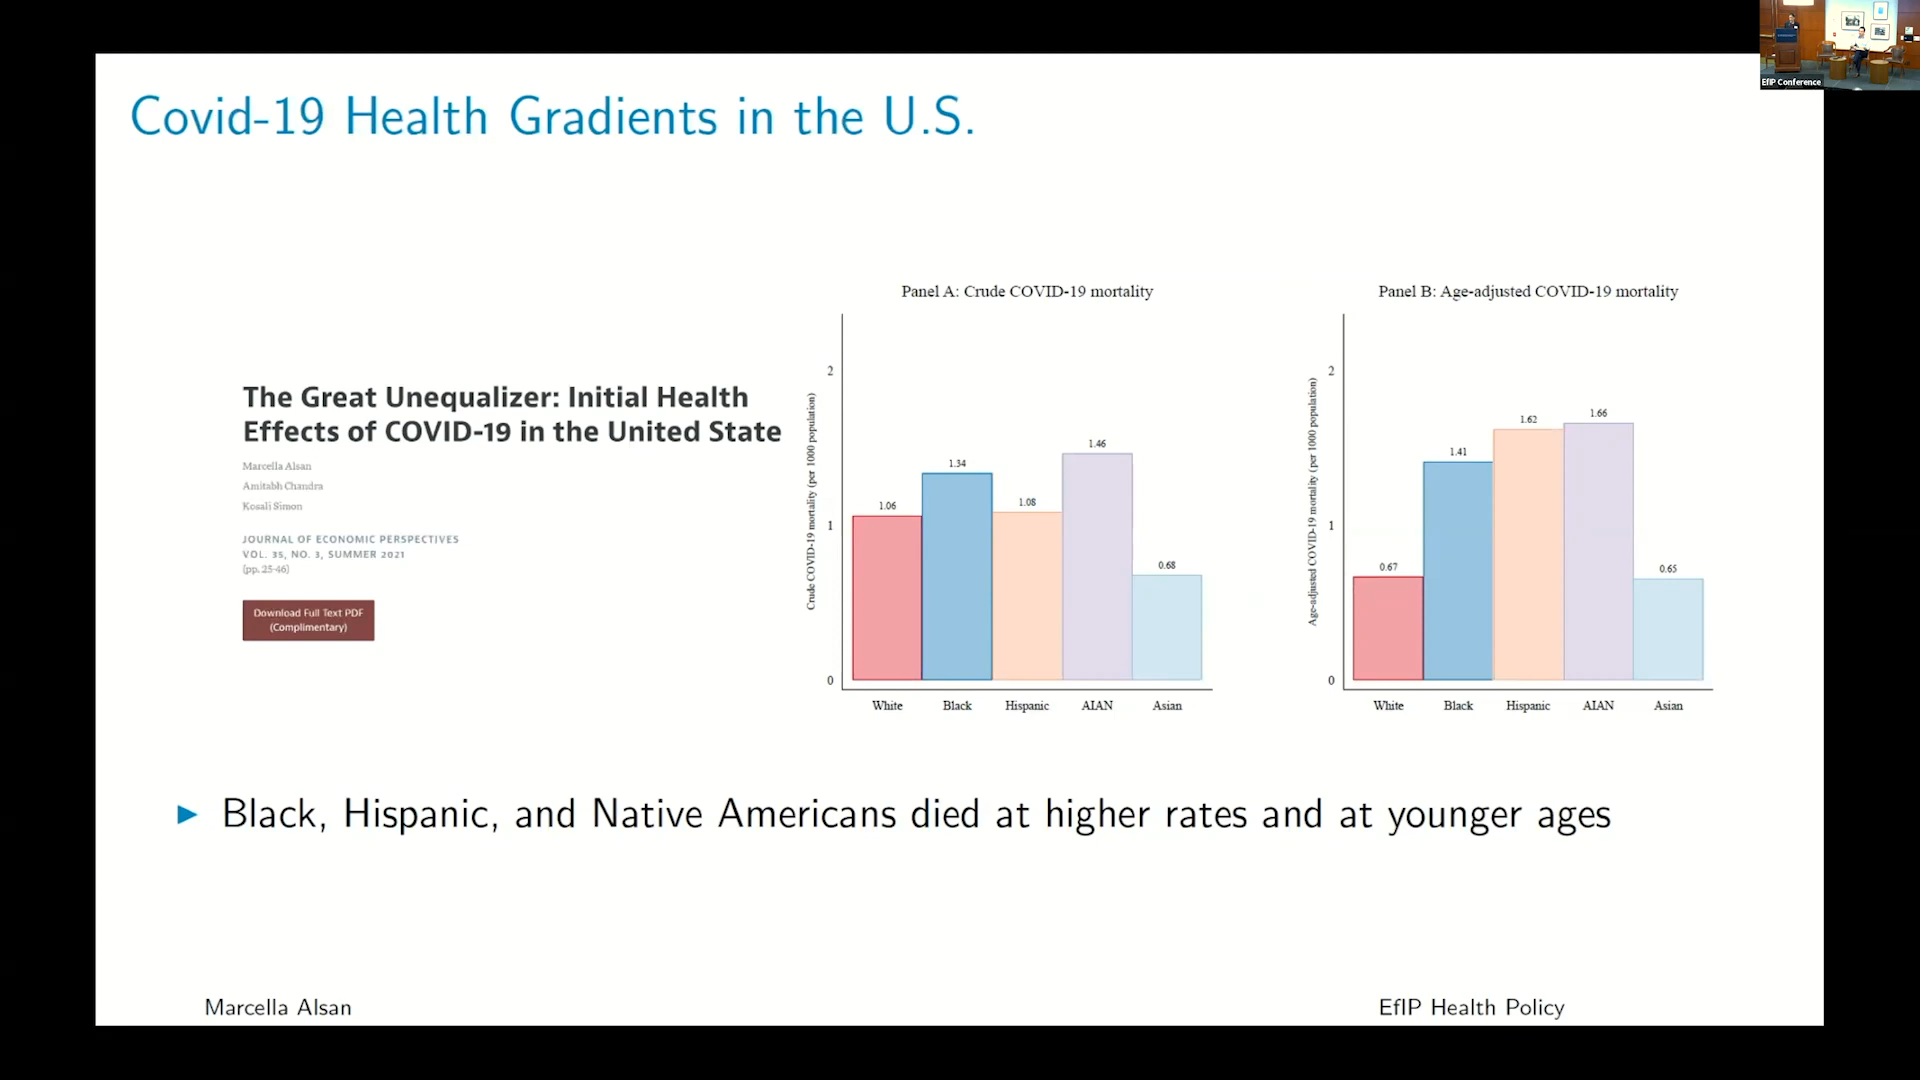 EfIP Conference
Covid-19 Health Gradients in the U.S.
The Great Unequalizer: Initial Health
Effects of COVID-19 in the United State
Marcella Alsan
Amitabh Chandra
Kosali Simon
JOURNAL OF ECONOMIC PERSPECTIVES
VOL. 35, NO. 3, SUMMER 2021
(pp. 25-46)
Download Full Text PDF
(Complimentary)
Panel A: Crude COVID-19 mortality
Crude COVID-19 mortality (per 1000 population)
2
1
0
1.06
1.34
1.08
1.46
0.68
White
Black
Hispanic
AIAN
Asian
Panel B: Age-adjusted COVID-19 mortality
Age-adjusted COVID-19 mortality (per 1000 population)
2
1
0
0.67
1.41
1.62
1.66
0.65
White
Black
Hispanic
AIAN
Asian
Black, Hispanic, and Native Americans died at higher rates and at younger ages
Marcella Alsan
EfIP Health Policy